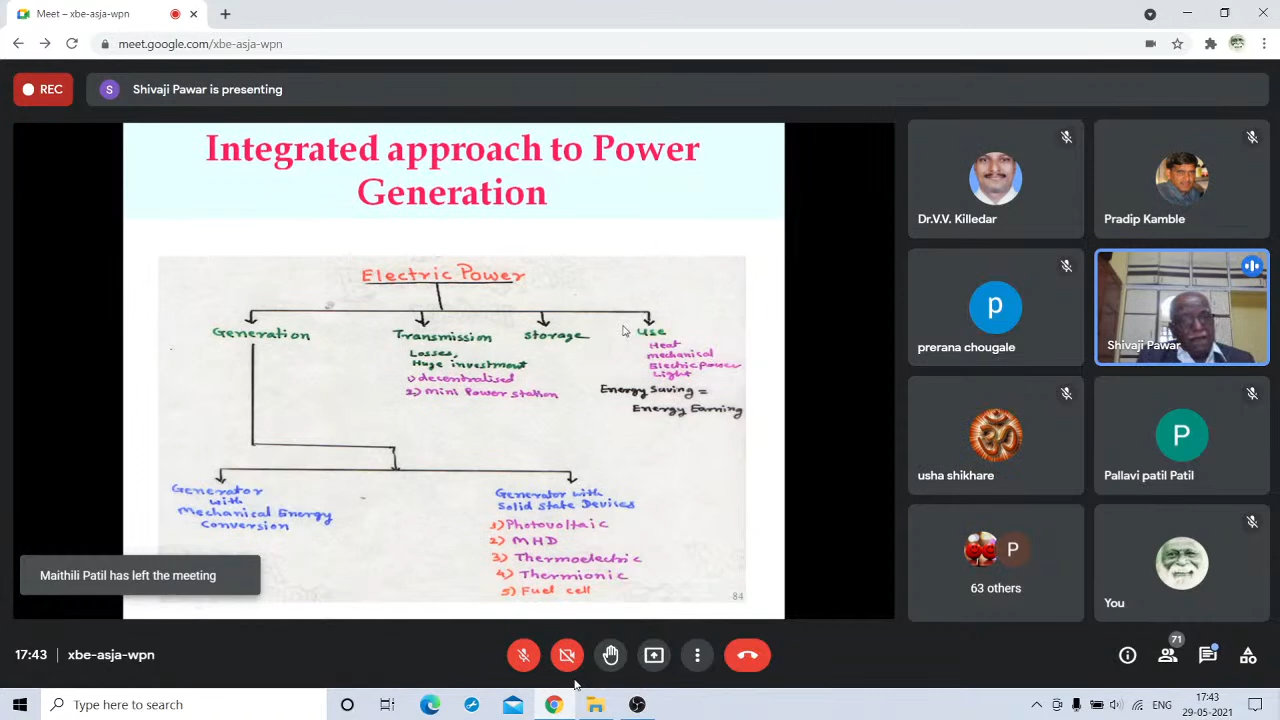 Meet – xbe-asja-wpn
meet.google.com/xbe-asja-wpn
REC
S
Shivaji Pawar is presenting
Integrated approach to Power
Generation
Electric Power
Generation
Transmission
Storage
Use
Losses,
Huge investment
1) decentralised
2) Mini Power Station
Heat
mechanical
Electric Power
Light
Energy Saving =
Energy Earning
Generator
with
Mechanical Energy
Conversion
Generator with
Solid State Devices
1) Photovoltaic
2) MHD
3) Thermoelectric
4) Thermionic
5) Fuel cell
84
Maithili Patil has left the meeting
Dr.V.V. Killedar
Pradip Kamble
p
prerana chougale
Shivaji Pawar
usha shikhare
P
Pallavi patil Patil
P
63 others
You
17:43
xbe-asja-wpn
71
Type here to search
ENG
17:43
29-05-2021